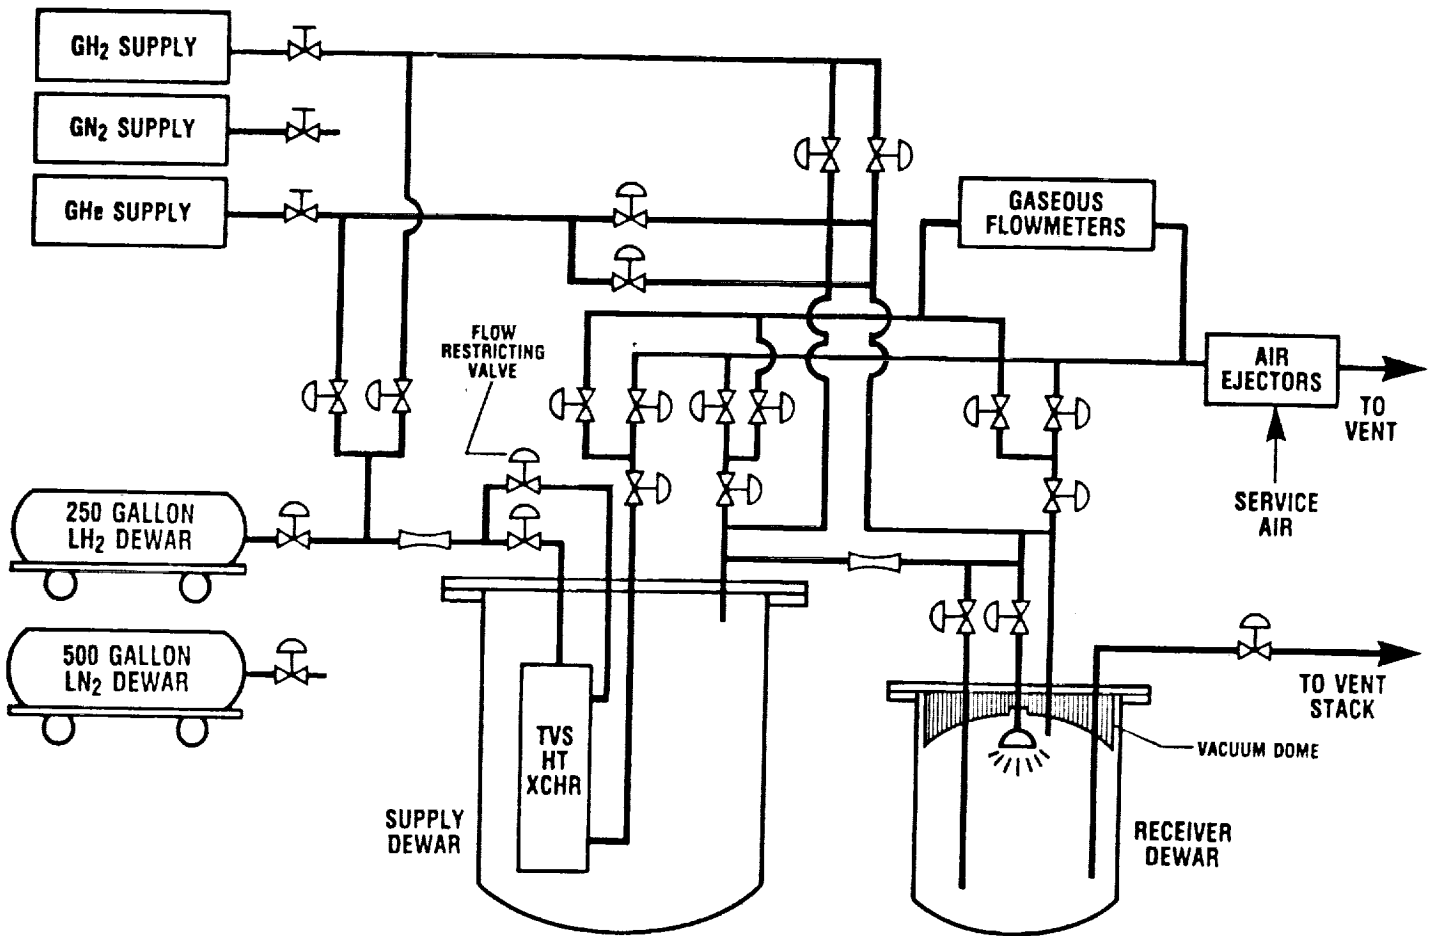 GH₂ SUPPLY
GN₂ SUPPLY
GHe SUPPLY
GASEOUS
FLOWMETERS
FLOW
RESTRICTING
VALVE
AIR
EJECTORS
TO
VENT
SERVICE
AIR
250 GALLON
LH₂ DEWAR
500 GALLON
LN₂ DEWAR
TVS
HT
XCHR
SUPPLY
DEWAR
TO VENT
STACK
VACUUM DOME
RECEIVER
DEWAR